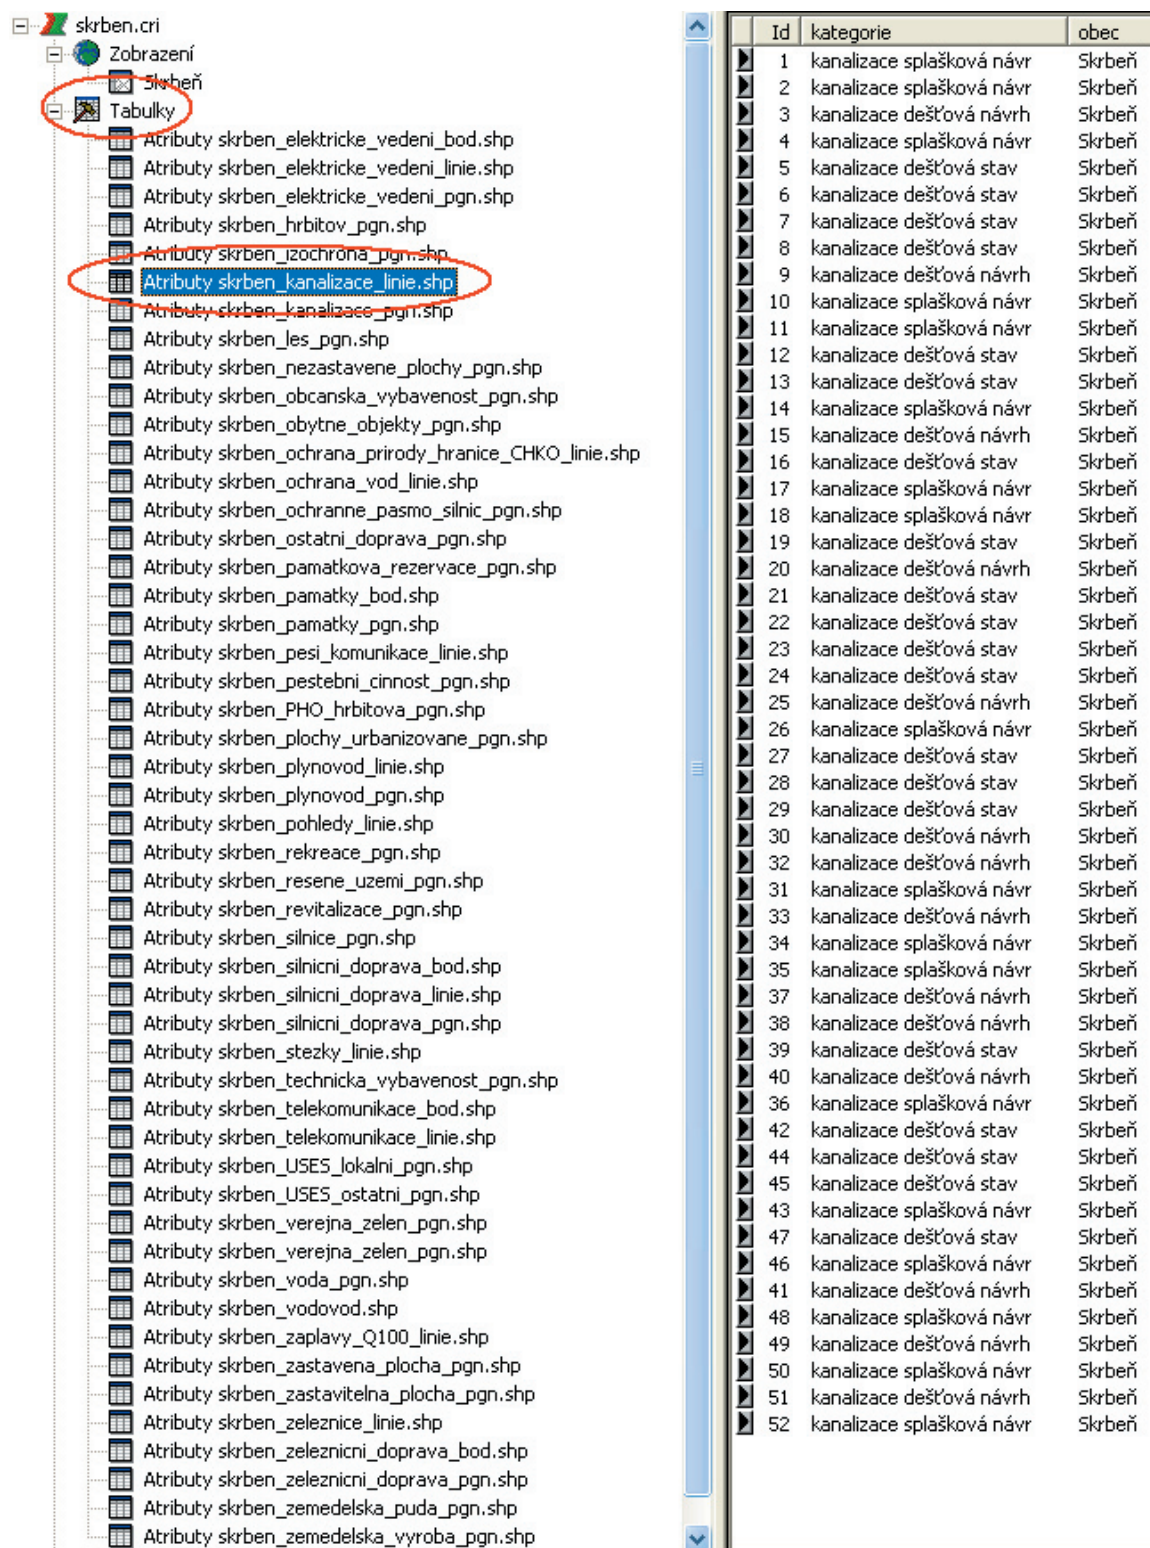 skrben.cri
Zobrazení
Skrbeň
Tabulky
Atributy skrben_elektricke_vedeni_bod.shp
Atributy skrben_elektricke_vedeni_linie.shp
Atributy skrben_elektricke_vedeni_pgn.shp
Atributy skrben_hrbitov_pgn.shp
Atributy skrben_izochrona_pgn.shp
Atributy skrben_kanalizace_linie.shp
Atributy skrben_kanalizace_pgn.shp
Atributy skrben_les_pgn.shp
Atributy skrben_nezastavene_plochy_pgn.shp
Atributy skrben_obcanska_vybavenost_pgn.shp
Atributy skrben_obytne_objekty_pgn.shp
Atributy skrben_ochrana_prirody_hranice_CHKO_linie.shp
Atributy skrben_ochrana_vod_linie.shp
Atributy skrben_ochranne_pasmo_silnic_pgn.shp
Atributy skrben_ostatni_doprava_pgn.shp
Atributy skrben_pamatkova_rezervace_pgn.shp
Atributy skrben_pamatky_bod.shp
Atributy skrben_pamatky_pgn.shp
Atributy skrben_pesi_komunikace_linie.shp
Atributy skrben_pestebni_cinnost_pgn.shp
Atributy skrben_PHO_hrbitova_pgn.shp
Atributy skrben_plochy_urbanizovane_pgn.shp
Atributy skrben_plynovod_linie.shp
Atributy skrben_plynovod_pgn.shp
Atributy skrben_pohledy_linie.shp
Atributy skrben_rekreace_pgn.shp
Atributy skrben_resene_uzemi_pgn.shp
Atributy skrben_revitalizace_pgn.shp
Atributy skrben_silnice_pgn.shp
Atributy skrben_silnicni_doprava_bod.shp
Atributy skrben_silnicni_doprava_linie.shp
Atributy skrben_silnicni_doprava_pgn.shp
Atributy skrben_stezky_linie.shp
Atributy skrben_technicka_vybavenost_pgn.shp
Atributy skrben_telekomunikace_bod.shp
Atributy skrben_telekomunikace_linie.shp
Atributy skrben_USES_lokalni_pgn.shp
Atributy skrben_USES_ostatni_pgn.shp
Atributy skrben_verejna_zelen_pgn.shp
Atributy skrben_verejna_zelen_pgn.shp
Atributy skrben_voda_pgn.shp
Atributy skrben_vodovod.shp
Atributy skrben_zaplavy_Q100_linie.shp
Atributy skrben_zastavena_plocha_pgn.shp
Atributy skrben_zastavitelna_plocha_pgn.shp
Atributy skrben_zeleznice_linie.shp
Atributy skrben_zeleznicni_doprava_bod.shp
Atributy skrben_zeleznicni_doprava_pgn.shp
Atributy skrben_zemedelska_puda_pgn.shp
Atributy skrben_zemedelska_vyroba_pgn.shp
Id kategorie obec
1 kanalizace splašková návr Skrbeň
2 kanalizace splašková návr Skrbeň
3 kanalizace dešťová návrh Skrbeň
4 kanalizace splašková návr Skrbeň
5 kanalizace dešťová stav Skrbeň
6 kanalizace dešťová stav Skrbeň
7 kanalizace dešťová stav Skrbeň
8 kanalizace dešťová stav Skrbeň
9 kanalizace dešťová návrh Skrbeň
10 kanalizace splašková návr Skrbeň
11 kanalizace splašková návr Skrbeň
12 kanalizace dešťová stav Skrbeň
13 kanalizace dešťová stav Skrbeň
14 kanalizace splašková návr Skrbeň
15 kanalizace dešťová návrh Skrbeň
16 kanalizace dešťová stav Skrbeň
17 kanalizace splašková návr Skrbeň
18 kanalizace splašková návr Skrbeň
19 kanalizace dešťová stav Skrbeň
20 kanalizace dešťová návrh Skrbeň
21 kanalizace dešťová stav Skrbeň
22 kanalizace dešťová stav Skrbeň
23 kanalizace dešťová stav Skrbeň
24 kanalizace dešťová stav Skrbeň
25 kanalizace dešťová návrh Skrbeň
26 kanalizace splašková návr Skrbeň
27 kanalizace dešťová stav Skrbeň
28 kanalizace dešťová stav Skrbeň
29 kanalizace dešťová stav Skrbeň
30 kanalizace dešťová návrh Skrbeň
32 kanalizace dešťová návrh Skrbeň
31 kanalizace splašková návr Skrbeň
33 kanalizace dešťová návrh Skrbeň
34 kanalizace splašková návr Skrbeň
35 kanalizace splašková návr Skrbeň
37 kanalizace dešťová návrh Skrbeň
38 kanalizace dešťová návrh Skrbeň
39 kanalizace dešťová stav Skrbeň
40 kanalizace dešťová návrh Skrbeň
36 kanalizace splašková návr Skrbeň
42 kanalizace dešťová stav Skrbeň
44 kanalizace dešťová stav Skrbeň
45 kanalizace dešťová stav Skrbeň
43 kanalizace splašková návr Skrbeň
47 kanalizace dešťová stav Skrbeň
46 kanalizace splašková návr Skrbeň
41 kanalizace dešťová návrh Skrbeň
48 kanalizace splašková návr Skrbeň
49 kanalizace dešťová návrh Skrbeň
50 kanalizace splašková návr Skrbeň
51 kanalizace dešťová návrh Skrbeň
52 kanalizace splašková návr Skrbeň